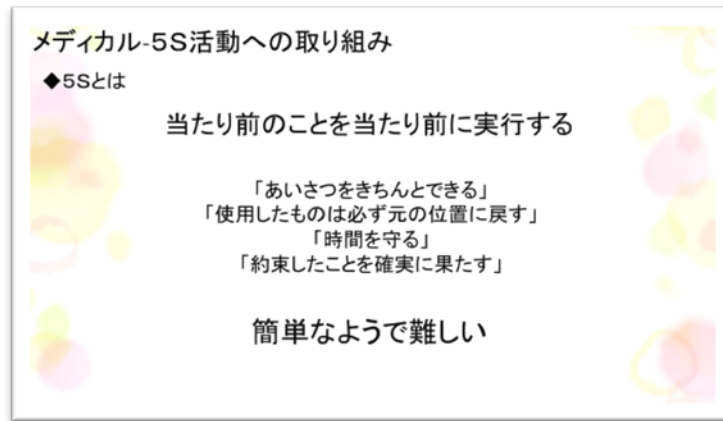 メディカル-５S活動への取り組み
◆５Sとは
当たり前のことを当たり前に実行する
「あいさつをきちんとできる」
「使用したものは必ず元の位置に戻す」
「時間を守る」
「約束したことを確実に果たす」
簡単なようで難しい